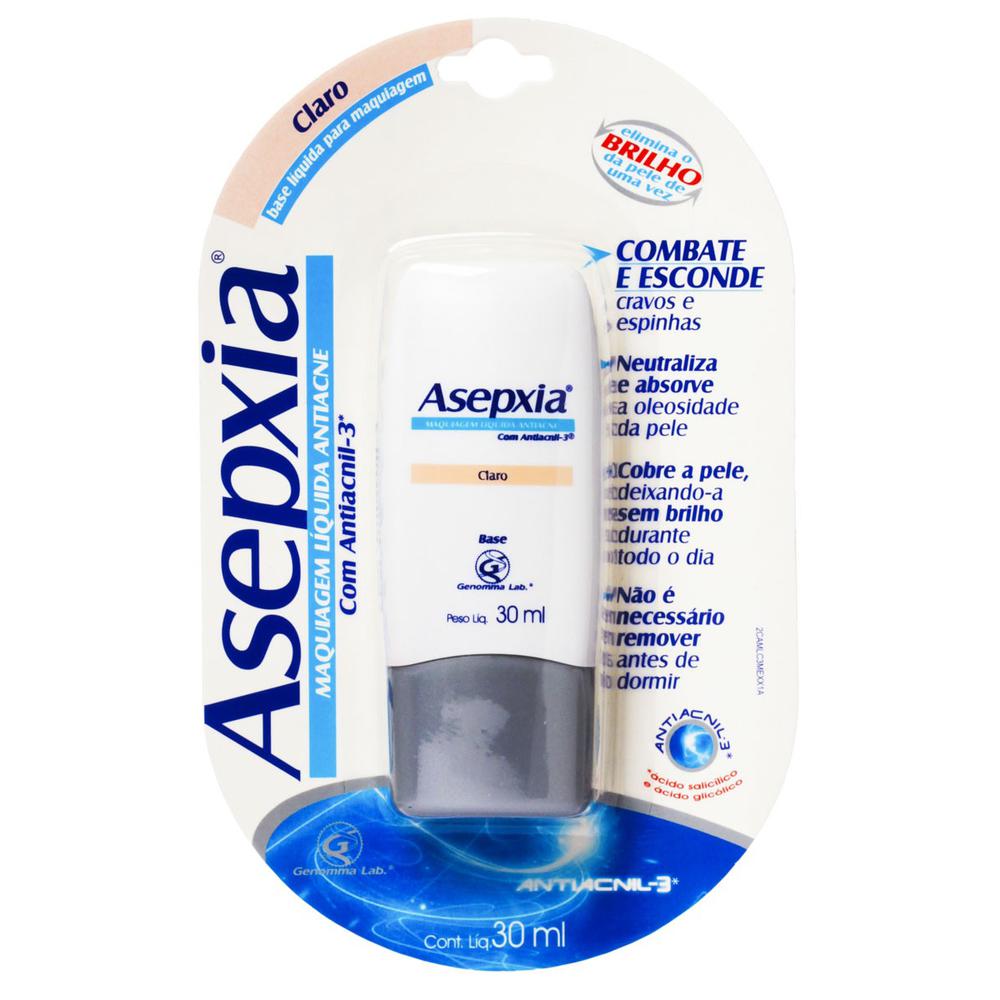 Claro
base líquida para maquiagem
elimina o
BRILHO
da pele de
uma vez
Asepxia®
MAQUIAGEM LÍQUIDA ANTIACNE
Com Antiacnil-3*
COMBATE
E ESCONDE
cravos e
espinhas
Neutraliza
e absorve
a oleosidade
da pele
Cobre a pele,
deixando-a
sem brilho
durante
todo o dia
Não é
necessário
remover
antes de
dormir
Asepxia®
MAQUIAGEM LÍQUIDA ANTIACNE
Com Antiacnil-3®
Claro
Base
G
Genomma Lab.®
Peso Líq. 30 ml
2CAMLC3MEXX1A
ANTIACNIL-3*
*ácido salicílico
e ácido glicólico
G
Genomma Lab.®
ANTIACNIL-3*
Cont. Líq. 30 ml